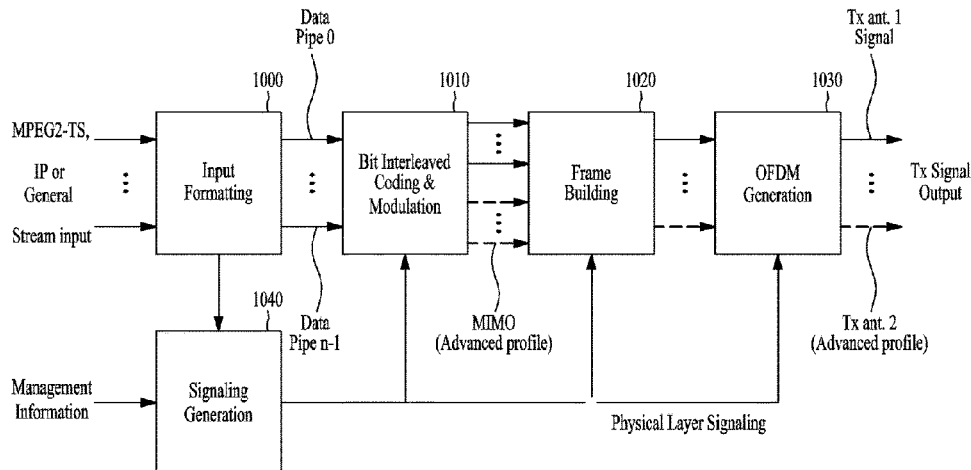 Data
Pipe 0
Tx ant. 1
Signal
1000
1010
1020
1030
MPEG2-TS,
IP or
General
Stream input
Input
Formatting
Bit Interleaved
Coding &
Modulation
Frame
Building
OFDM
Generation
Tx Signal
Output
1040
Data
Pipe n-1
MIMO
(Advanced profile)
Tx ant. 2
(Advanced profile)
Management
Information
Signaling
Generation
Physical Layer Signaling